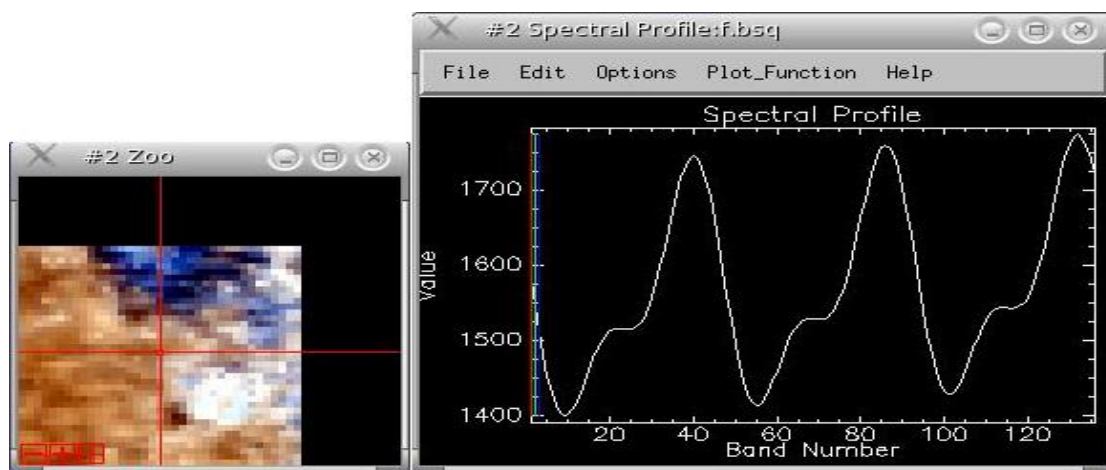 #2 Zoo
#2 Spectral Profile:f.bsq
File Edit Options Plot_Function Help
Spectral Profile
Value
1700
1600
1500
1400
20 40 60 80 100 120
Band Number